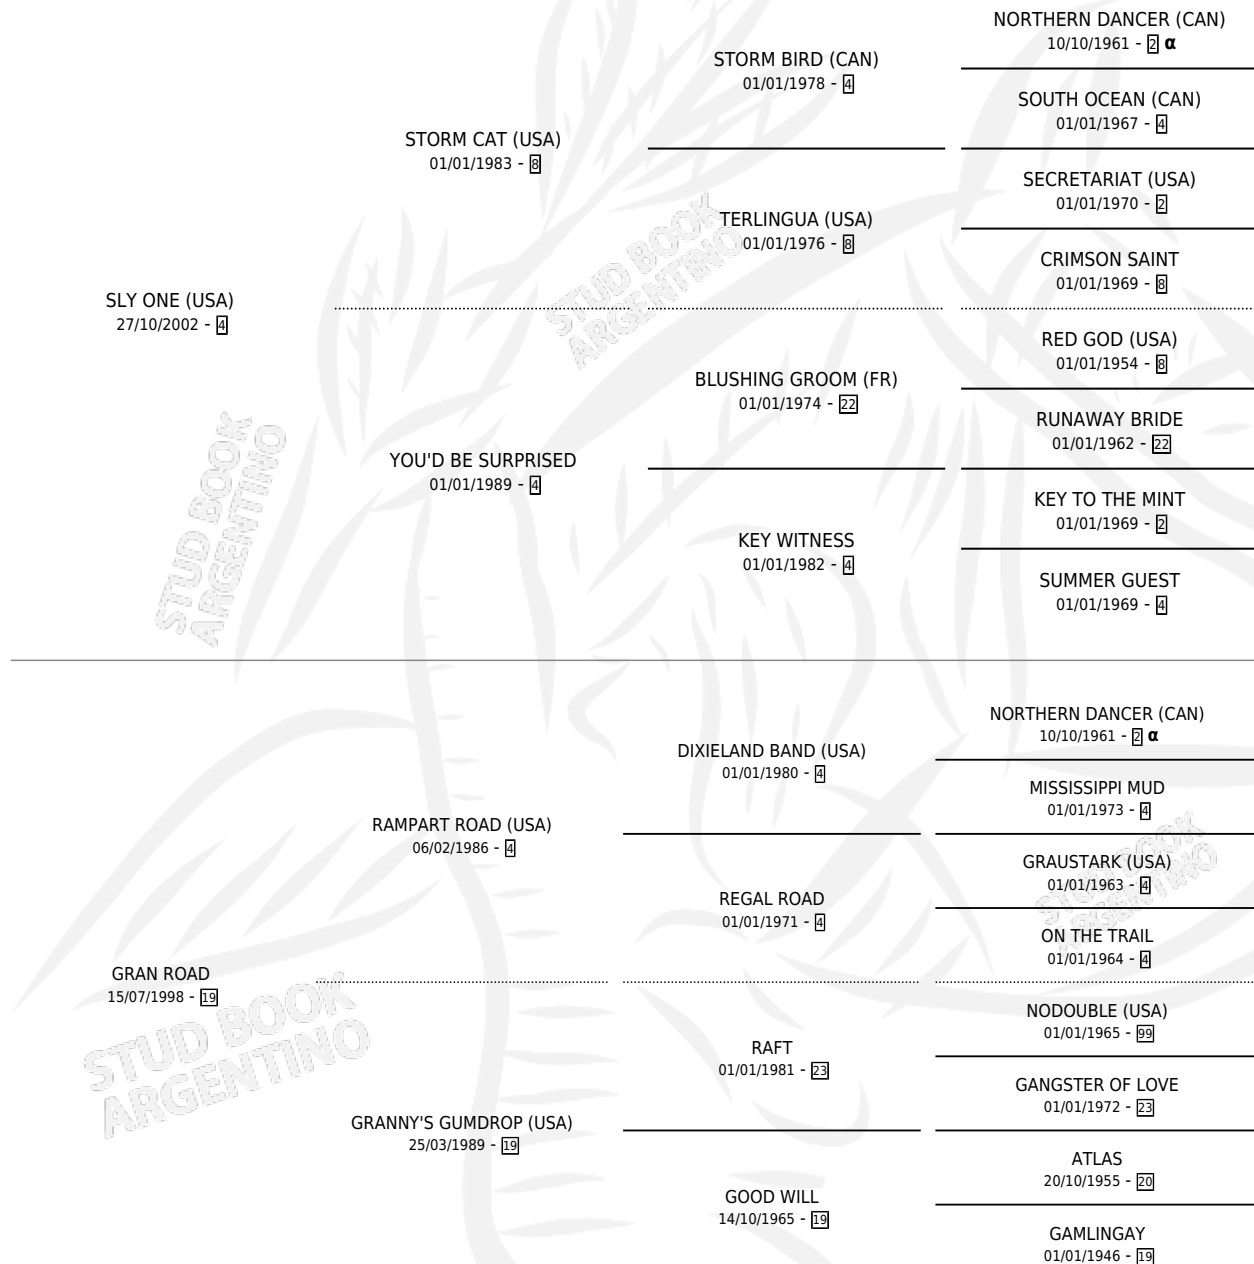 NORTHERN DANCER (CAN)
10/10/1961 - 2 α
STORM BIRD (CAN)
01/01/1978 - 4
SOUTH OCEAN (CAN)
01/01/1967 - 4
STORM CAT (USA)
01/01/1983 - 8
SECRETARIAT (USA)
01/01/1970 - 2
TERLINGUA (USA)
01/01/1976 - 8
CRIMSON SAINT
01/01/1969 - 8
SLY ONE (USA)
27/10/2002 - 4
RED GOD (USA)
01/01/1954 - 8
BLUSHING GROOM (FR)
01/01/1974 - 22
RUNAWAY BRIDE
01/01/1962 - 22
YOU'D BE SURPRISED
01/01/1989 - 4
KEY TO THE MINT
01/01/1969 - 2
KEY WITNESS
01/01/1982 - 4
SUMMER GUEST
01/01/1969 - 4
NORTHERN DANCER (CAN)
10/10/1961 - 2 α
DIXIELAND BAND (USA)
01/01/1980 - 4
MISSISSIPPI MUD
01/01/1973 - 4
RAMPART ROAD (USA)
06/02/1986 - 4
GRAUSTARK (USA)
01/01/1963 - 4
REGAL ROAD
01/01/1971 - 4
ON THE TRAIL
01/01/1964 - 4
GRAN ROAD
15/07/1998 - 19
NODOUBLE (USA)
01/01/1965 - 99
RAFT
01/01/1981 - 23
GANGSTER OF LOVE
01/01/1972 - 23
GRANNY'S GUMDROP (USA)
25/03/1989 - 19
ATLAS
20/10/1955 - 20
GOOD WILL
14/10/1965 - 19
GAMLINGAY
01/01/1946 - 19
STUD BOOK
ARGENTINO
STUD BOOK
ARGENTINO
STUD BOOK
ARGENTINO
STUD BOOK
ARGENTINO